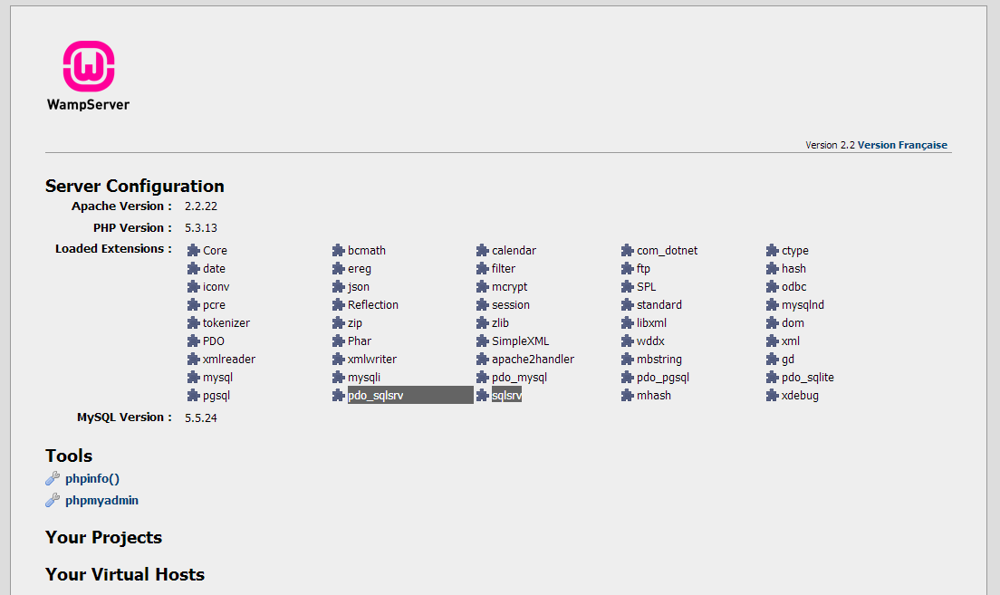 WampServer
Version 2.2 Version Française
Server Configuration
Apache Version : 2.2.22
PHP Version : 5.3.13
Loaded Extensions : Core bcmath calendar com_dotnet ctype
date ereg filter ftp hash
iconv json mcrypt SPL odbc
pcre Reflection session standard mysqlnd
tokenizer zip zlib libxml dom
PDO Phar SimpleXML wddx xml
xmlreader xmlwriter apache2handler mbstring gd
mysql mysqli pdo_mysql pdo_pgsql pdo_sqlite
pgsql pdo_sqlsrv sqlsrv mhash xdebug
MySQL Version : 5.5.24
Tools
phpinfo()
phpmyadmin
Your Projects
Your Virtual Hosts